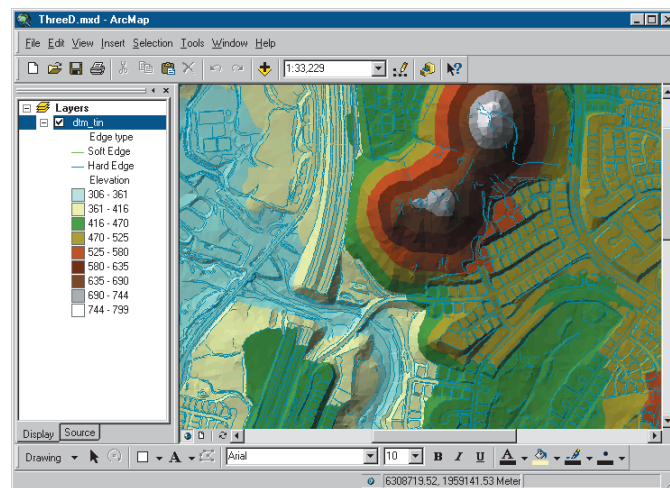 ThreeD.mxd - ArcMap
File Edit View Insert Selection Tools Window Help
1:33,229
Layers
dtm_tin
Edge type
Soft Edge
Hard Edge
Elevation
306 - 361
361 - 416
416 - 470
470 - 525
525 - 580
580 - 635
635 - 690
690 - 744
744 - 799
Display Source
Drawing A Arial 10 B I U A
6308719.52, 1959141.53 Meter